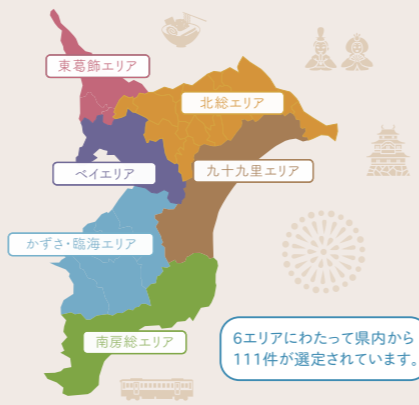 東葛飾エリア
北総エリア
ベイエリア
九十九里エリア
かずさ・臨海エリア
南房総エリア
6エリアにわたって県内から
111件が選定されています。